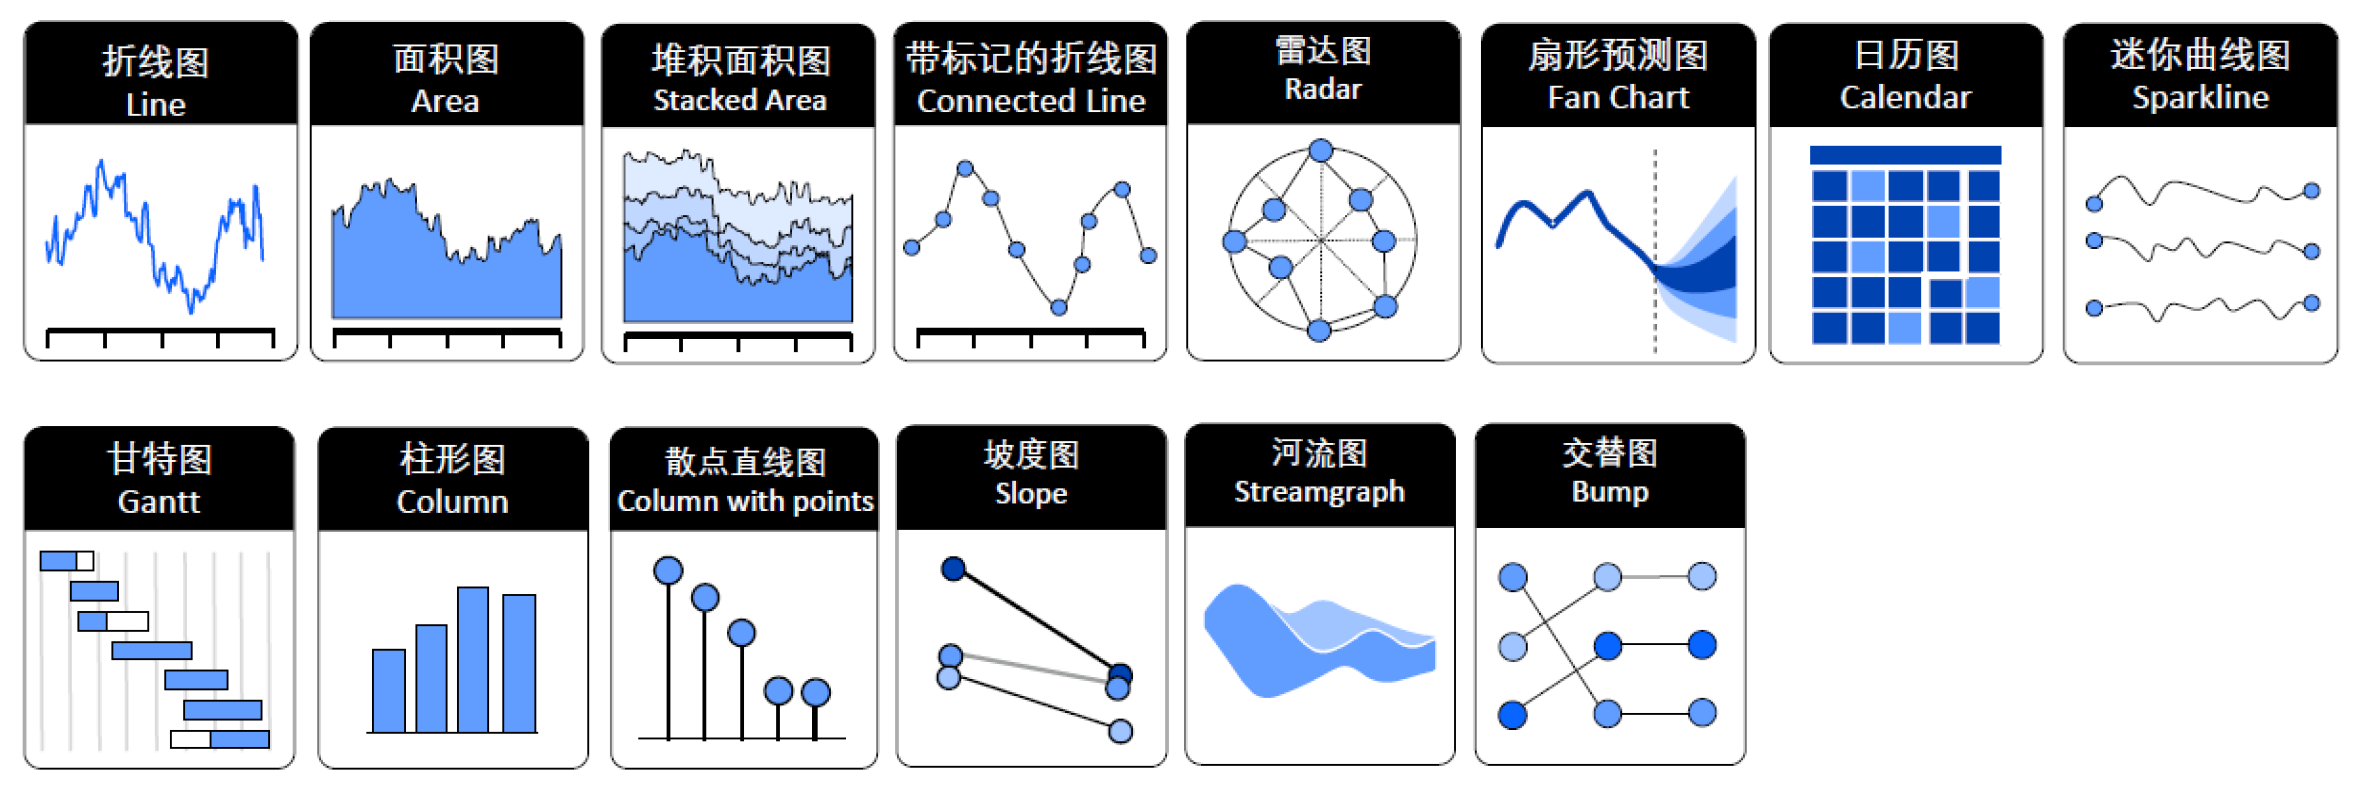 折线图
Line
面积图
Area
堆积面积图
Stacked Area
带标记的折线图
Connected Line
雷达图
Radar
扇形预测图
Fan Chart
日历图
Calendar
迷你曲线图
Sparkline
甘特图
Gantt
柱形图
Column
散点直线图
Column with points
坡度图
Slope
河流图
Streamgraph
交替图
Bump